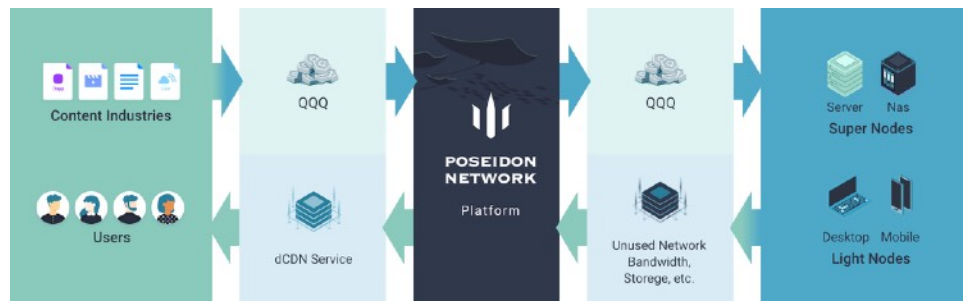 Content Industries
Users
QQQ
dCDN Service
POSEIDON
NETWORK
Platform
QQQ
Unused Network
Bandwidth,
Storege, etc.
Server Nas
Super Nodes
Desktop Mobile
Light Nodes